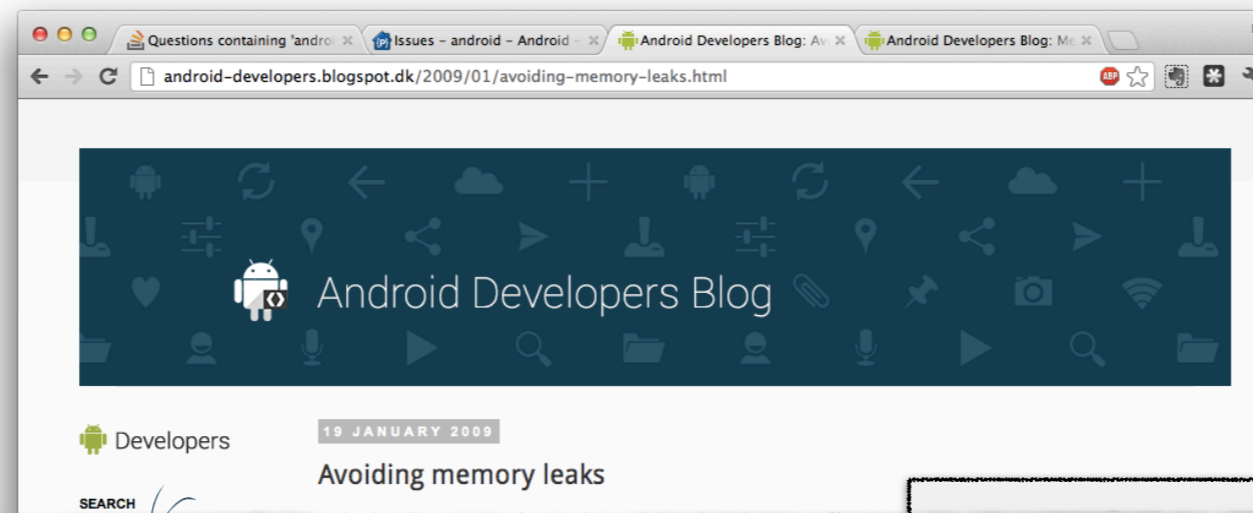 Questions containing 'androi
Issues – android – Android –
Android Developers Blog: Av
Android Developers Blog: Me
android-developers.blogspot.dk/2009/01/avoiding-memory-leaks.html
ABP
Android Developers Blog
Developers
19 JANUARY 2009
Avoiding memory leaks
SEARCH